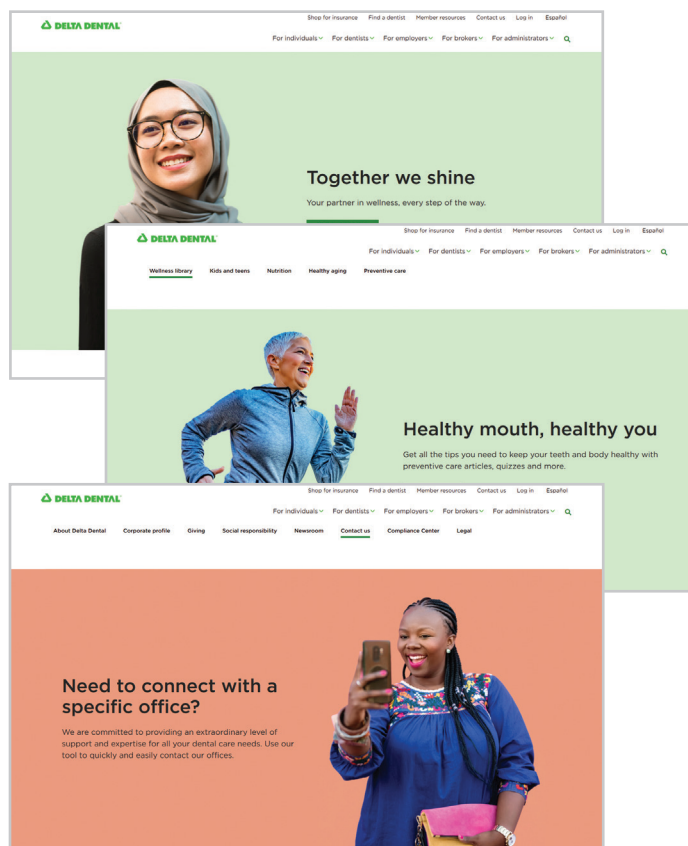 Shop for insurance Find a dentist Member resources Contact us Log in Español
DELTA DENTAL
For individuals For dentists For employers For brokers For administrators
Together we shine
Your partner in wellness, every step of the way.
Shop for insurance Find a dentist Member resources Contact us Log in Español
DELTA DENTAL
For individuals For dentists For employers For brokers For administrators
Wellness library Kids and teens Nutrition Healthy aging Preventive care
Healthy mouth, healthy you
Get all the tips you need to keep your teeth and body healthy with
preventive care articles, quizzes and more.
Shop for insurance Find a dentist Member resources Contact us Log in Español
DELTA DENTAL
For individuals For dentists For employers For brokers For administrators
About Delta Dental Corporate profile Giving Social responsibility Newsroom Contact us Compliance Center Legal
Need to connect with a
specific office?
We are committed to providing an extraordinary level of
support and expertise for all your dental care needs. Use our
tool to quickly and easily contact our offices.